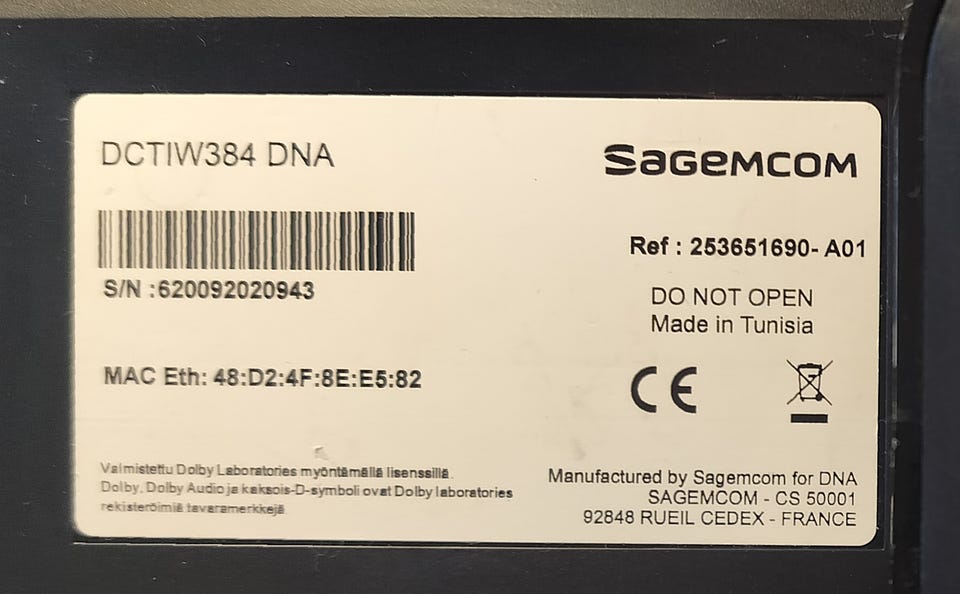 DCTIW384 DNA
SAGEMCOM
S/N :620092020943
Ref : 253651690- A01
DO NOT OPEN
Made in Tunisia
MAC Eth: 48:D2:4F:8E:E5:82
CE
Valmistettu Dolby Laboratories myöntämällä lisenssillä.
Dolby, Dolby Audio ja kaksois-D-symboli ovat Dolby laboratories
rekisteröimiä tavaramerkkejä
Manufactured by Sagemcom for DNA
SAGEMCOM - CS 50001
92848 RUEIL CEDEX - FRANCE